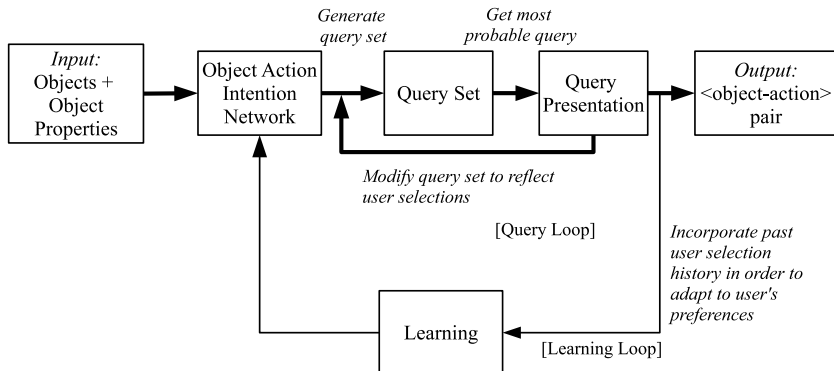 Generate
query set
Get most
probable query
Input:
Objects +
Object
Properties
Object Action
Intention
Network
Query Set
Query
Presentation
Output:
<object-action>
pair
Modify query set to reflect
user selections
[Query Loop]
Incorporate past
user selection
history in order to
adapt to user's
preferences
Learning
[Learning Loop]